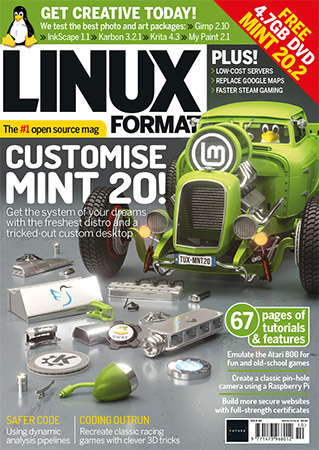 GET CREATIVE TODAY!
We test the best photo and art packages: » Gimp 2.10
» InkScape 1.1 » Karbon 3.2.1 » Krita 4.3 » My Paint 2.1
FREE
4.7GB DVD
MINT 20.2
LINUX
FORMAT
The #1 open source mag
PLUS!
› LOW-COST SERVERS
› REPLACE GOOGLE MAPS
› FASTER STEAM GAMING
CUSTOMISE
MINT 20!
Get the system of your dreams
with the freshest distro and a
tricked-out custom desktop
TUX-MNT20
67 pages of
tutorials
& features
Emulate the Atari 800 for
fun and old-school games
Create a classic pin-hole
camera using a Raspberry Pi
Build more secure websites
with full-strength certificates
SAFER CODE
Using dynamic
analysis pipelines
CODING OUTRUN
Recreate classic racing
games with clever 3D tricks
FUTURE
9 771473 968012